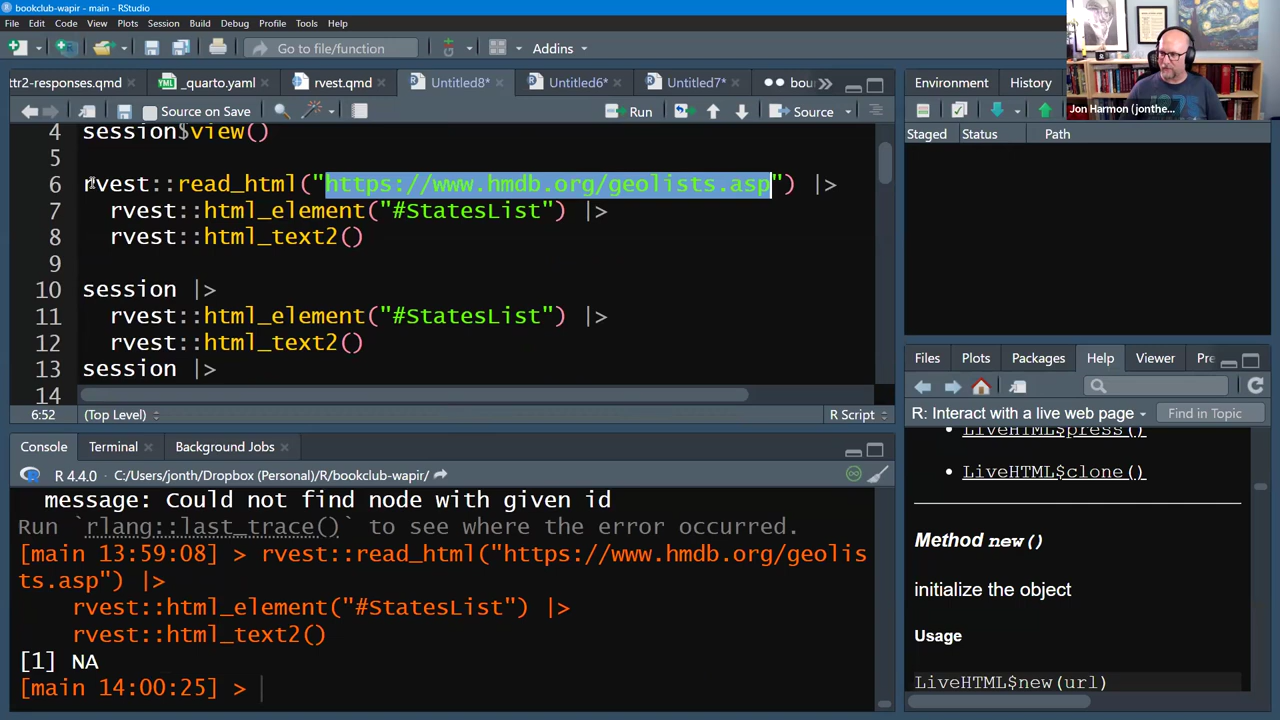 bookclub-wapir - main - RStudio
File Edit Code View Plots Session Build Debug Profile Tools Help
Go to file/function Addins
ttr2-responses.qmd _quarto.yaml rvest.qmd Untitled8* Untitled6* Untitled7* bou
Source on Save Run Source
4 session$view()
5
6 rvest::read_html("https://www.hmdb.org/geolists.asp") |>
7 rvest::html_element("#StatesList") |>
8 rvest::html_text2()
9
10 session |>
11 rvest::html_element("#StatesList") |>
12 rvest::html_text2()
13 session |>
14
6:52 (Top Level) R Script
Console Terminal Background Jobs
R 4.4.0 · C:/Users/jonth/Dropbox (Personal)/R/bookclub-wapir/
message: Could not find node with given id
Run `rlang::last_trace()` to see where the error occurred.
[main 13:59:08] > rvest::read_html("https://www.hmdb.org/geolis
ts.asp") |>
rvest::html_element("#StatesList") |>
rvest::html_text2()
[1] NA
[main 14:00:25] >
Environment History
Jon Harmon (jonthe...
Staged Status Path
Files Plots Packages Help Viewer Pre
R: Interact with a live web page Find in Topic
LiveHTML$press()
LiveHTML$clone()
Method new()
initialize the object
Usage
LiveHTML$new(url)